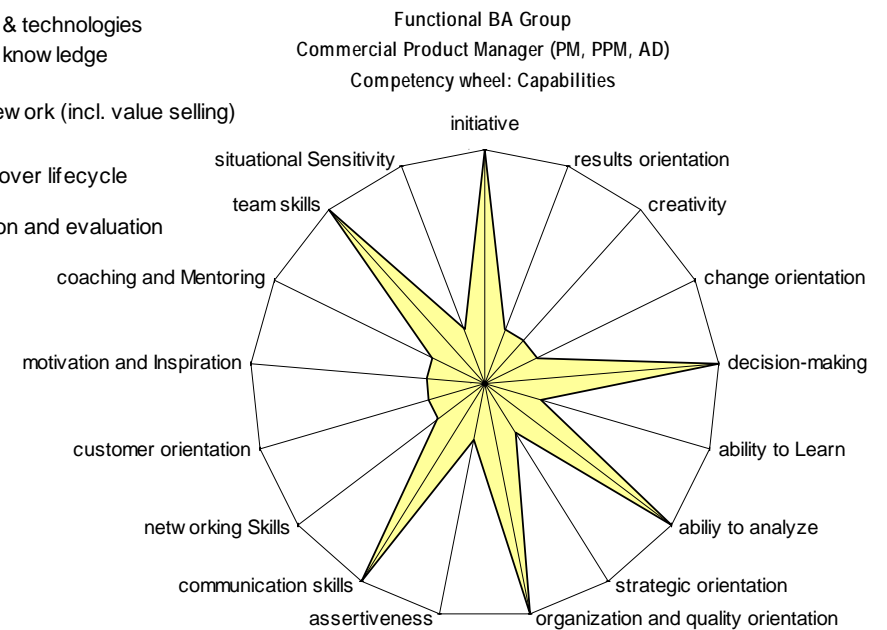 & technologies
know ledge
ew ork (incl. value selling)
over lifecycle
on and evaluation
Functional BA Group
Commercial Product Manager (PM, PPM, AD)
Competency wheel: Capabilities
initiative
results orientation
creativity
change orientation
decision-making
ability to Learn
abiliy to analyze
strategic orientation
organization and quality orientation
assertiveness
communication skills
netw orking Skills
customer orientation
motivation and Inspiration
coaching and Mentoring
team skills
situational Sensitivity